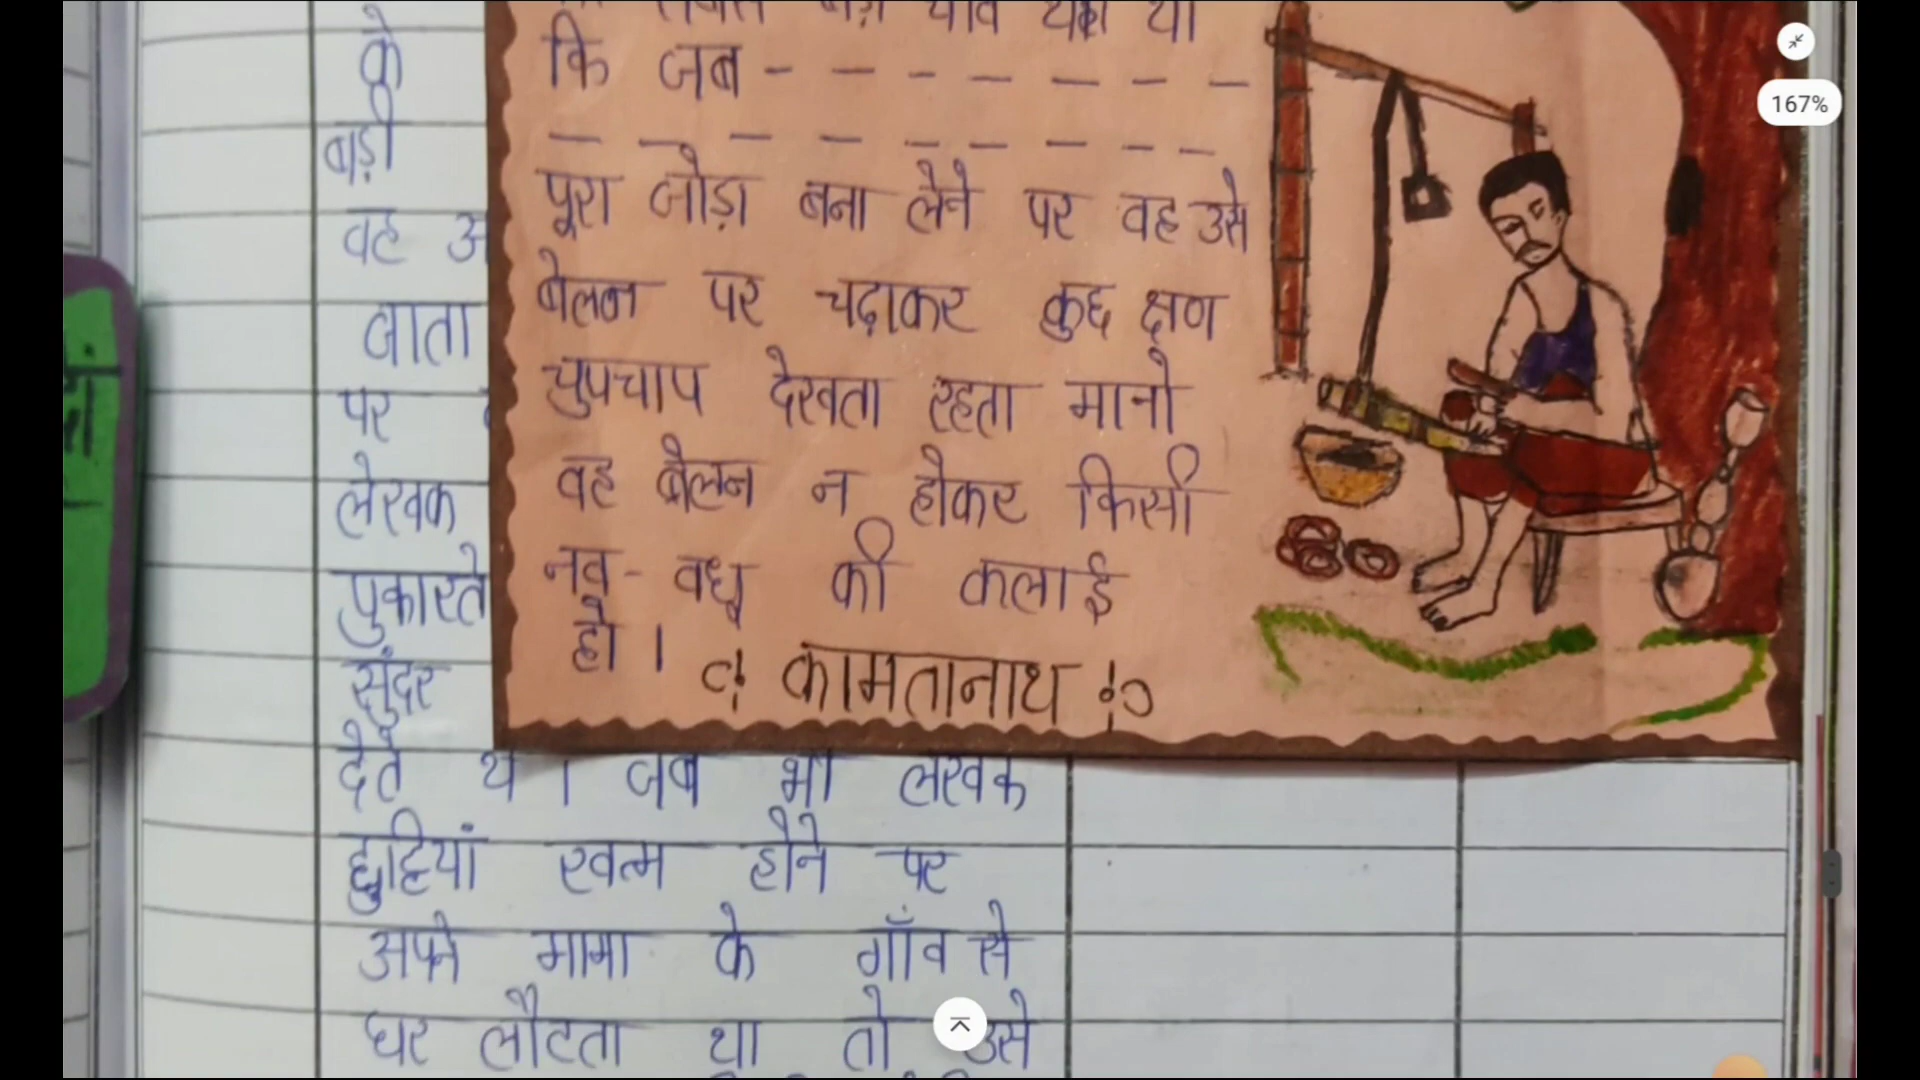 कि जब - - - - - - - -
- - - - - - - - -
पूरा जोड़ा बना लेने पर वह उसे
बेलन पर चढ़ाकर कुछ क्षण
चुपचाप देखता रहता मानो
वह बेलन न होकर किसी
नव-वधू की कलाई
हो।
कामतानाथ
के
बड़ी
वह
जाता
पर
लेखक
पुकारते
सुंदर
देते थे। जब भी लेखक
छुट्टियां खत्म होने पर
अपने मामा के गाँव से
घर लौटता था तो उसे
167%